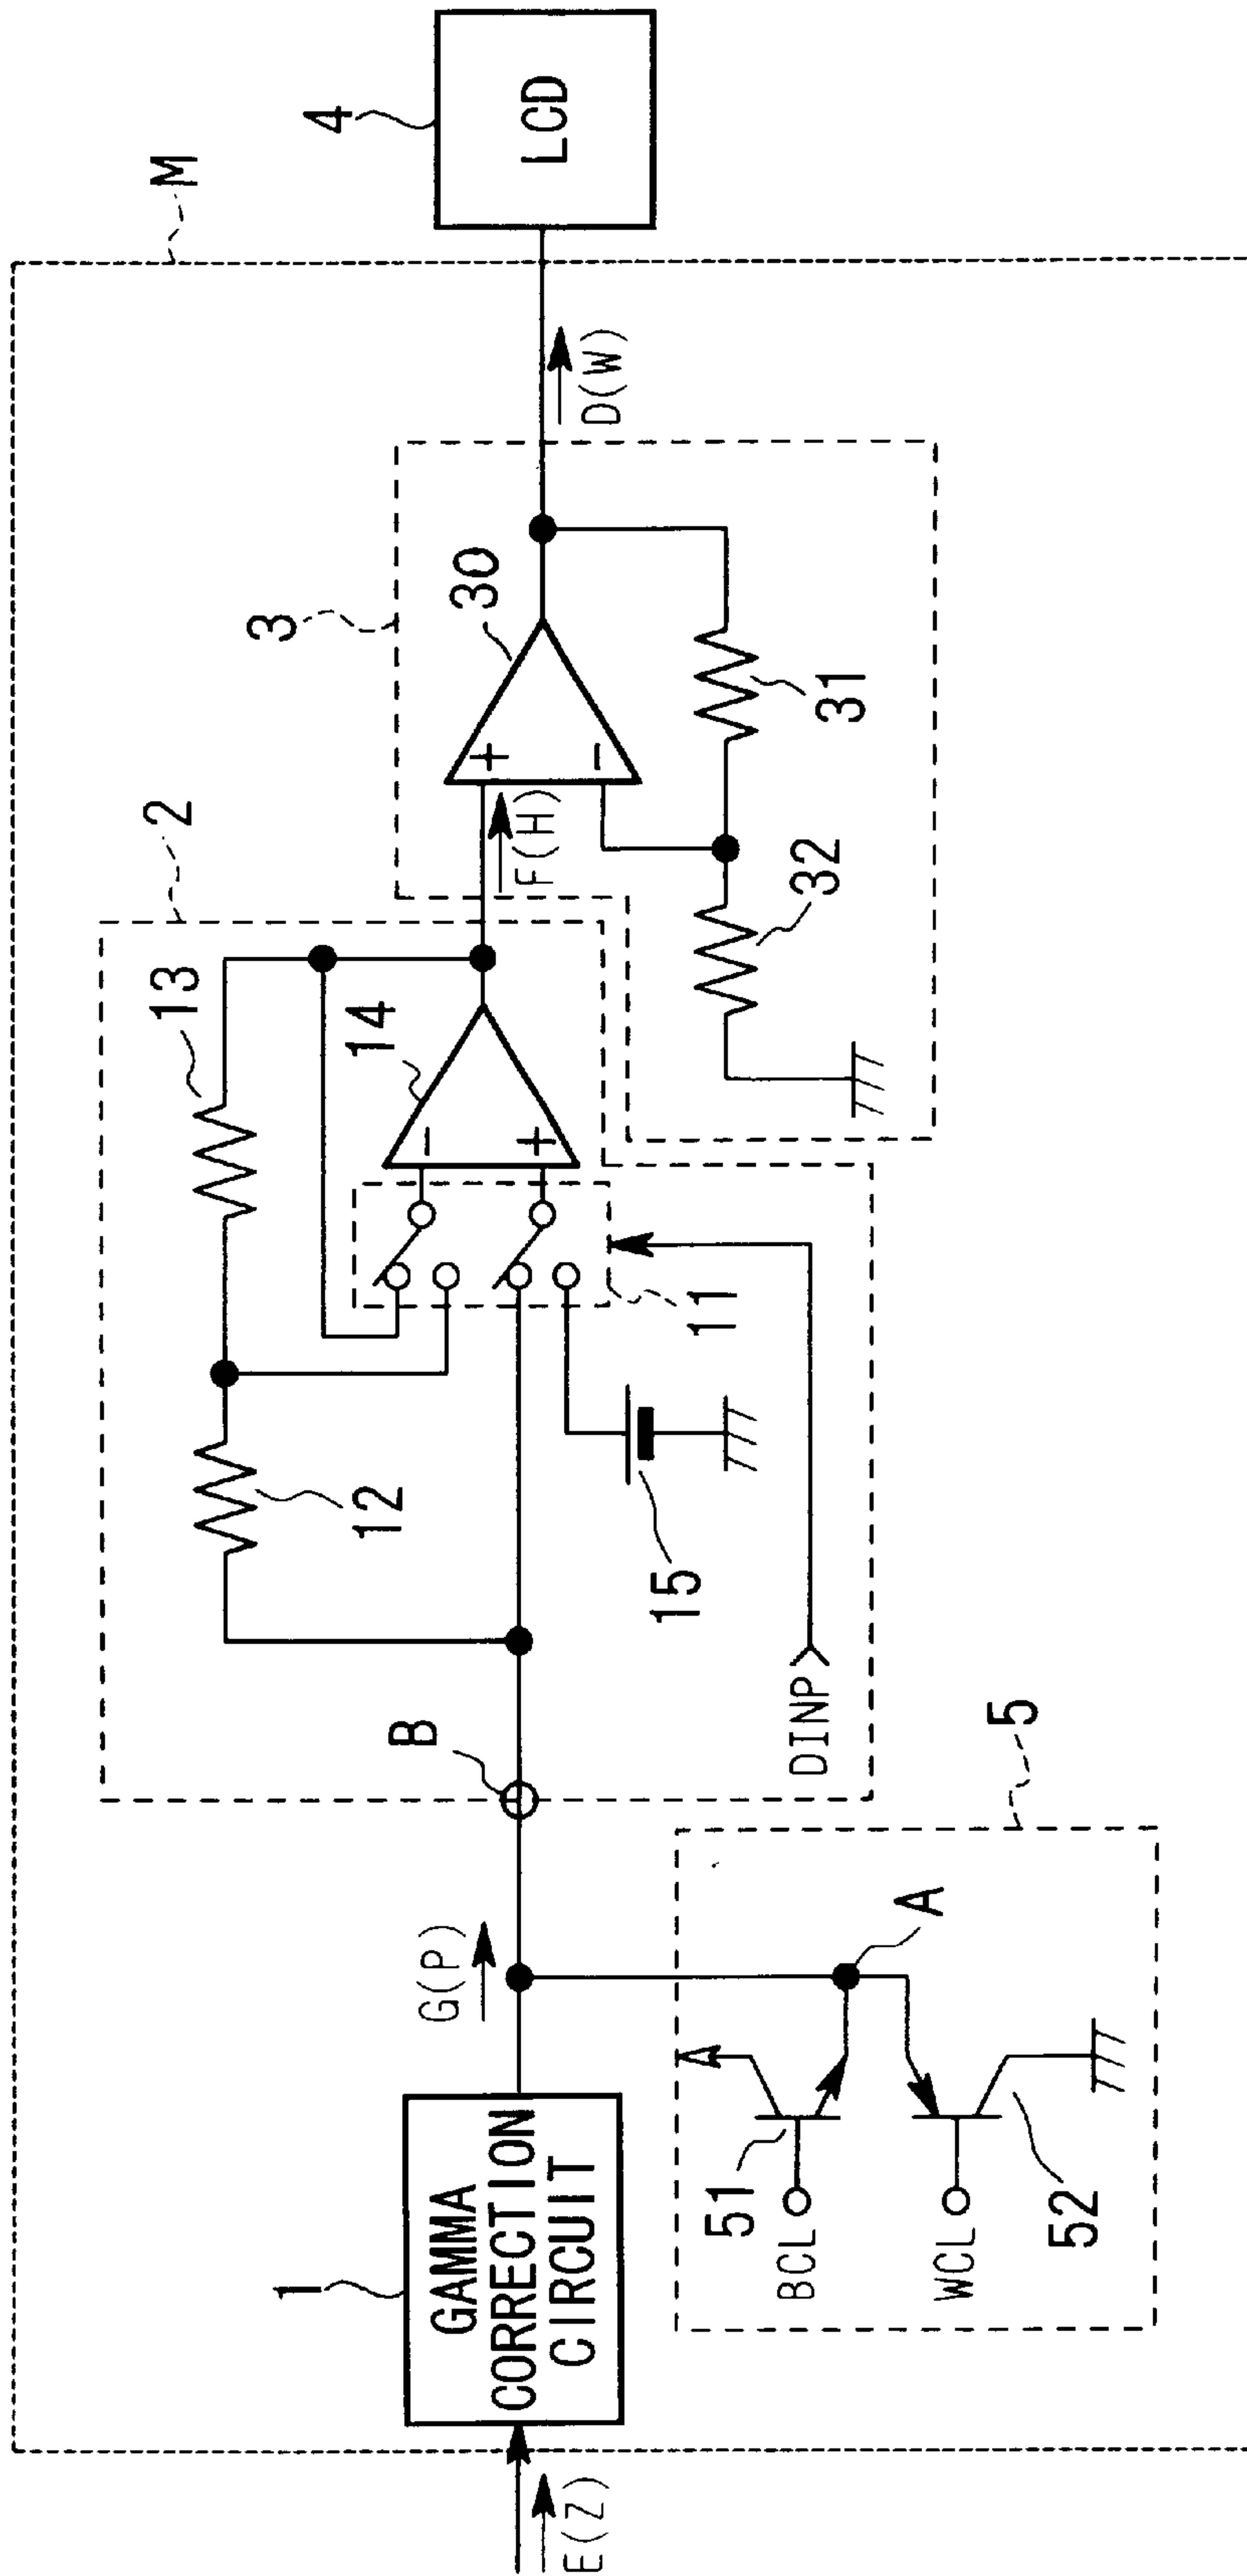 M
2
13
3
4
14
30
12
B
LCD
1
GAMMA
CORRECTION
CIRCUIT
G(P)
−
+
F(H)
+
−
D(W)
E(Z)
15
11
32
31
DINP
51
BCL
A
5
WCL
52